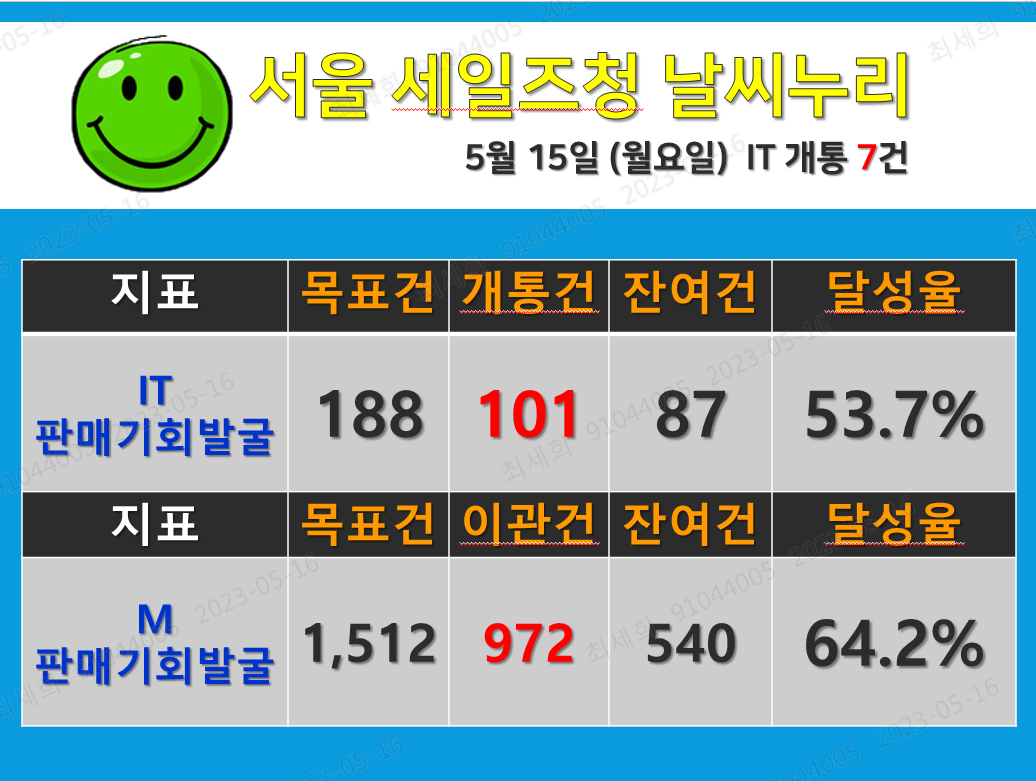 서울 세일즈청 날씨누리
5월 15일 (월요일) IT 개통 7건
지표 목표건 개통건 잔여건 달성율
IT
판매기회발굴 188 101 87 53.7%
지표 목표건 이관건 잔여건 달성율
M
판매기회발굴 1,512 972 540 64.2%
최세희 91044005 2023-05-16